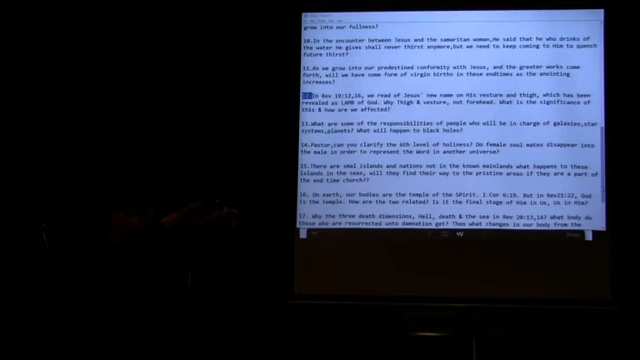 grow into our fullness?
10.In the encounter between Jesus and the samaritan woman,He said that he who drinks of
the water He gives shall never thirst anymore,but we need to keep coming to Him to quench
future thirst?
11.As we grow into our predestined conformity with Jesus, and the greater works come
forth, will we have some form of virgin births in these endtimes as the anointing
increases?
12.In Rev 19:12,16, we read of Jesus' new name on His vesture and thigh, which has been
revealed as LAMB of God. Why Thigh & vesture, not forehead. What is the significance of
this & how are we affected?
13.What are some of the responsibilities of people who will be in charge of galaxies,star
systems,planets? What will happen to black holes?
14.Pastor,can you clarify the 6th level of holiness? Do female soul mates disappear into
the male in order to represent the Word in another universe?
15.There are smal islands and nations not in the known mainlands what happens to these
islands in the seas, will they find their way to the pristine areas if they are a part of
the end time church??
16. On earth, our bodies are the temple of the SPirit. 1 Cor 6:19. But in Rev21:22, God
is the temple. How are the two related? Is it the final stage of Him in Us, Us in Him?
17. Why the three death dimensions, Hell, death & the sea in Rev 20:13,14? What body do
those who are resurrected unto damnation get? Then what changes in our body from the